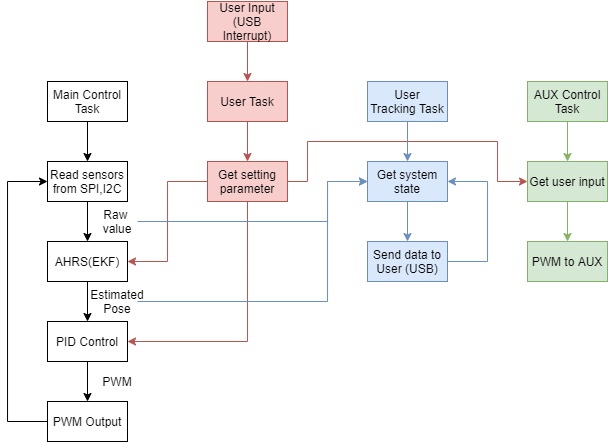 User Input
(USB
Interrupt)
Main Control
Task
User Task
User
Tracking Task
AUX Control
Task
Read sensors
from SPI,I2C
Get setting
parameter
Get system
state
Get user input
Raw
value
AHRS(EKF)
Send data to
User (USB)
PWM to AUX
Estimated
Pose
PID Control
PWM
PWM Output